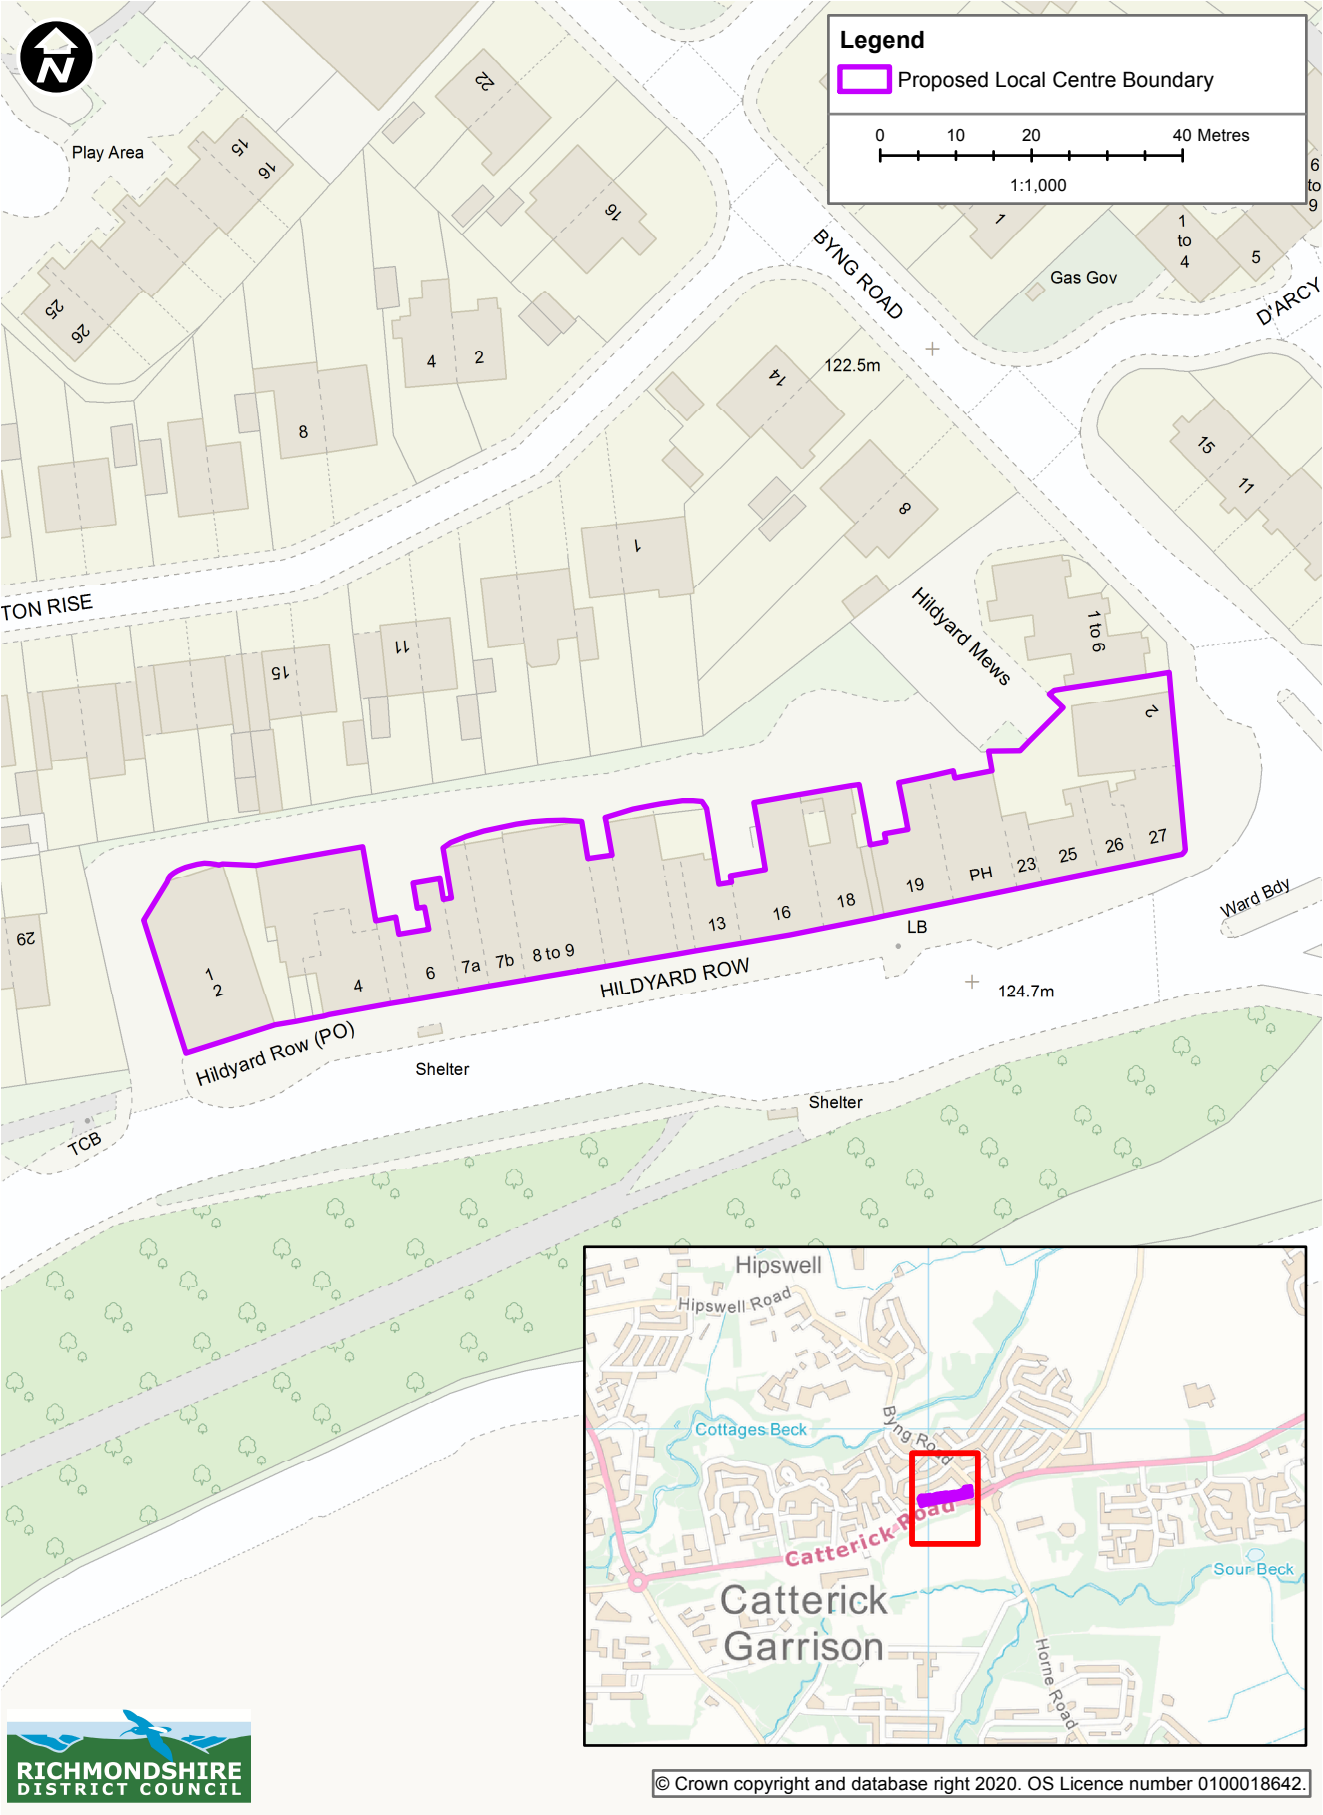 N
Legend
Proposed Local Centre Boundary
0 10 20 40 Metres
1:1,000
22
Play Area
15
16
16
6
to
9
1
1
to
4
5
BYNG ROAD
Gas Gov
D'ARCY
25
26
4
2
122.5m
14
8
15
11
8
1
TON RISE
Hildyard Mews
1 to 6
11
15
2
29
1
2
4
6
7a
7b
8 to 9
13
16
18
19
PH
23
25
26
27
LB
Ward Bdy
HILDYARD ROW
124.7m
Hildyard Row (PO)
Shelter
Shelter
TCB
Hipswell
Hipswell Road
Cottages Beck
Byng Road
Catterick Road
Sour Beck
Catterick
Garrison
Horne Road
RICHMONDSHIRE
DISTRICT COUNCIL
© Crown copyright and database right 2020. OS Licence number 0100018642.